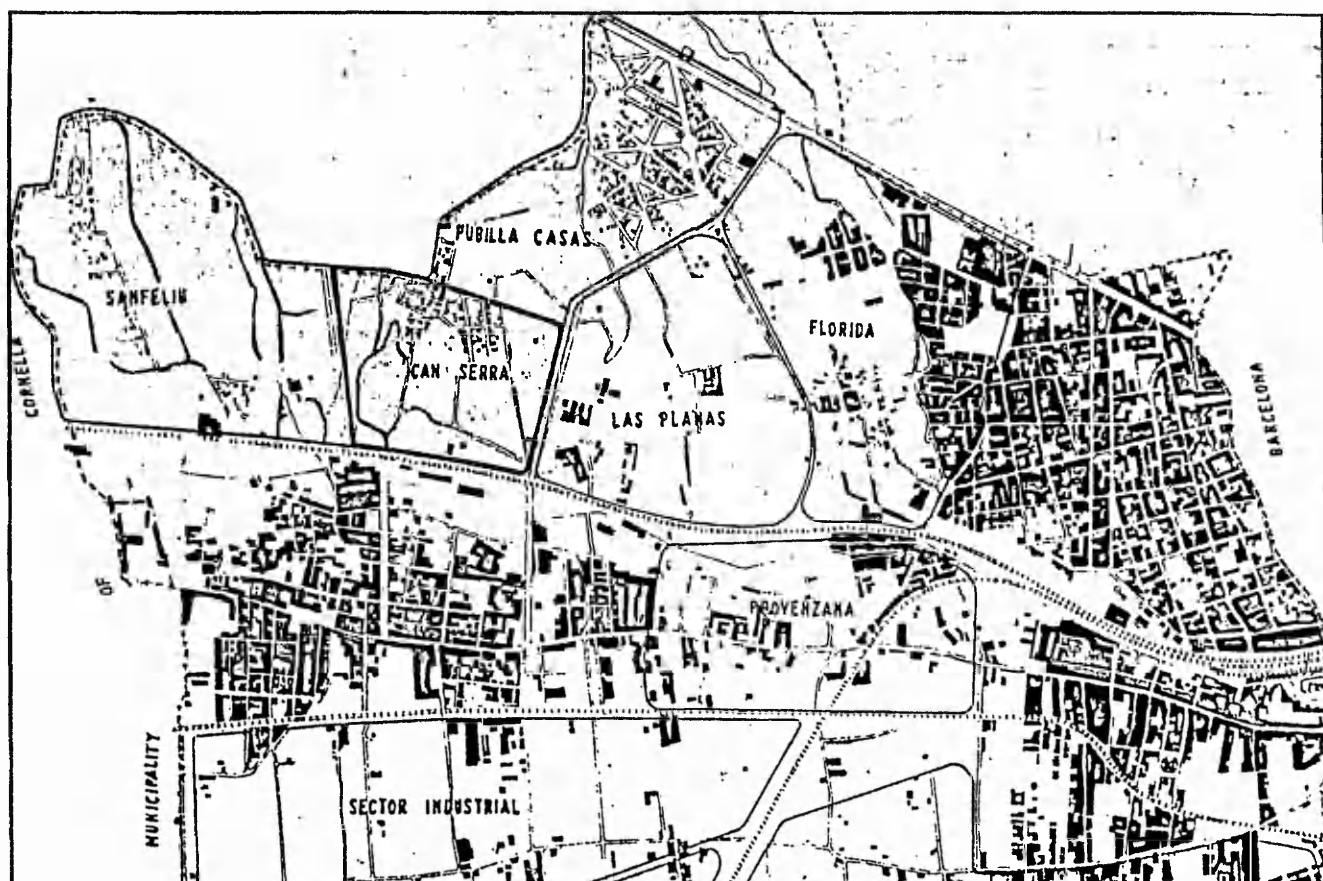 PUBILLA CASAS
SANFELIU
FLORIDA
CAN SERRA
LAS PLANAS
CORNELLA
BARCELONA
PROVENZANA
OF
MUNICIPALITY
SECTOR INDUSTRIAL